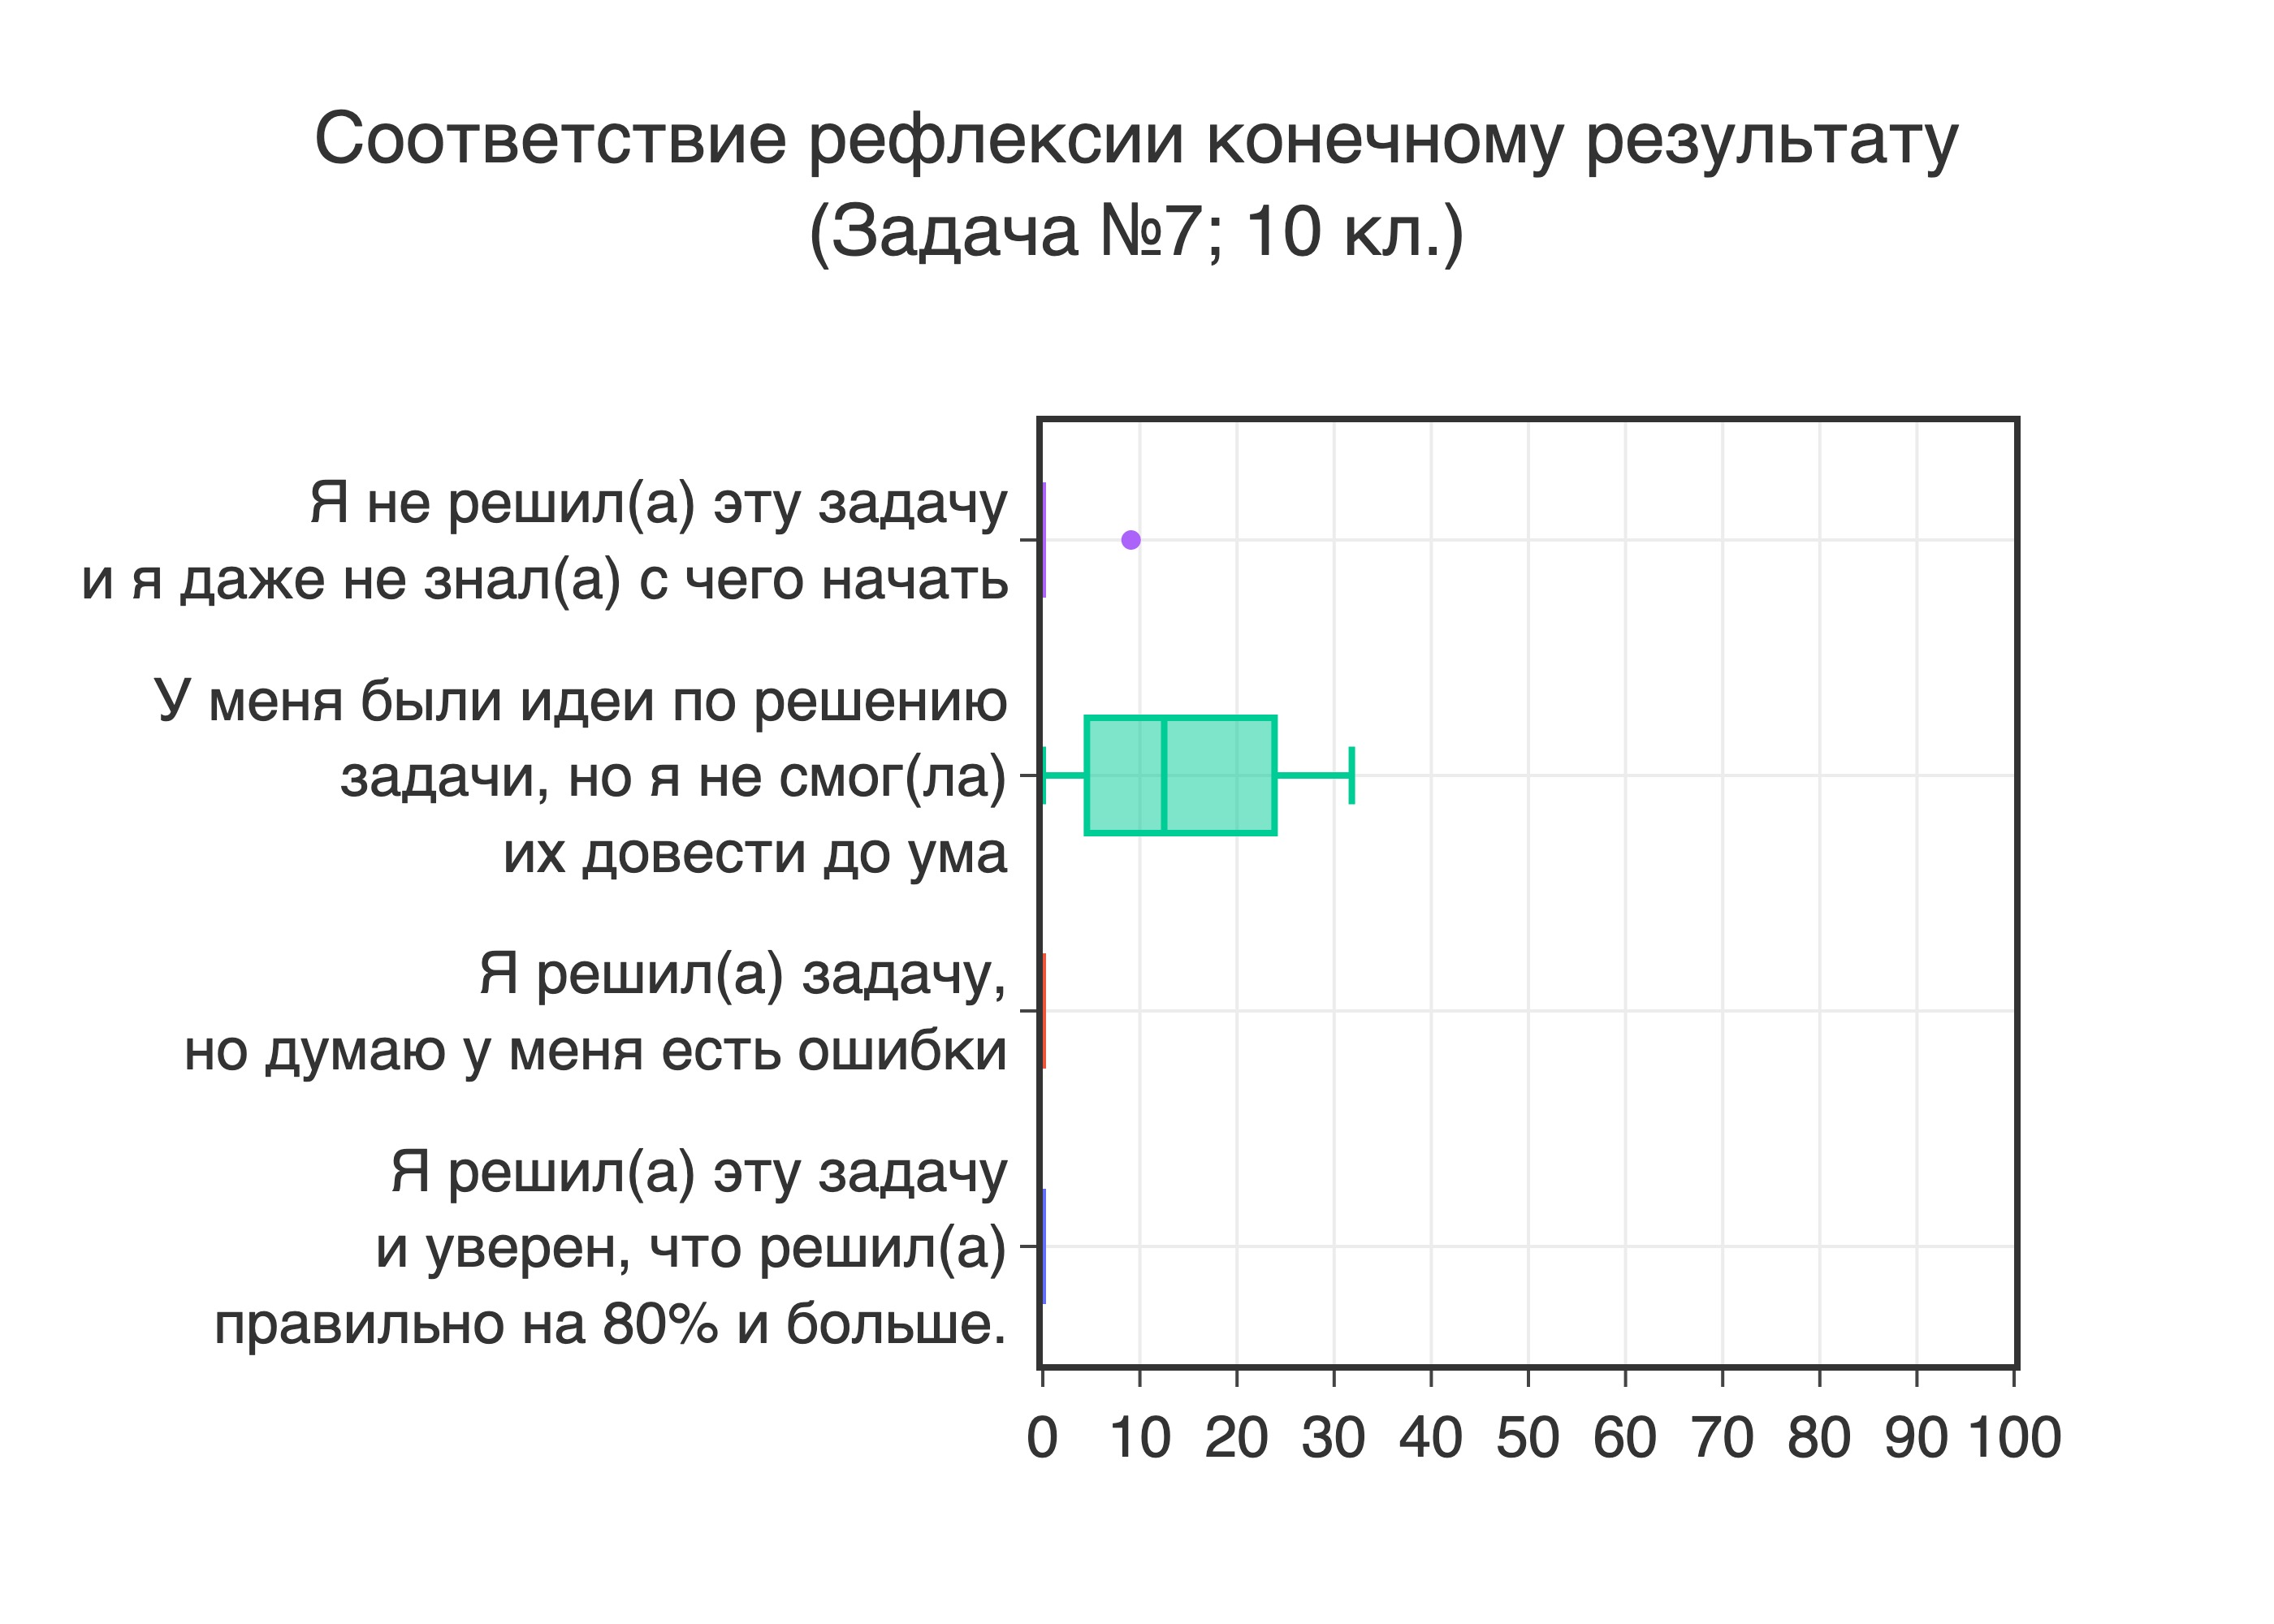 Соответствие рефлексии конечному результату
(Задача №7; 10 кл.)
Я не решил(а) эту задачу
и я даже не знал(а) с чего начать
У меня были идеи по решению
задачи, но я не смог(ла)
их довести до ума
Я решил(а) задачу,
но думаю у меня есть ошибки
Я решил(а) эту задачу
и уверен, что решил(а)
правильно на 80% и больше.
0 10 20 30 40 50 60 70 80 90 100